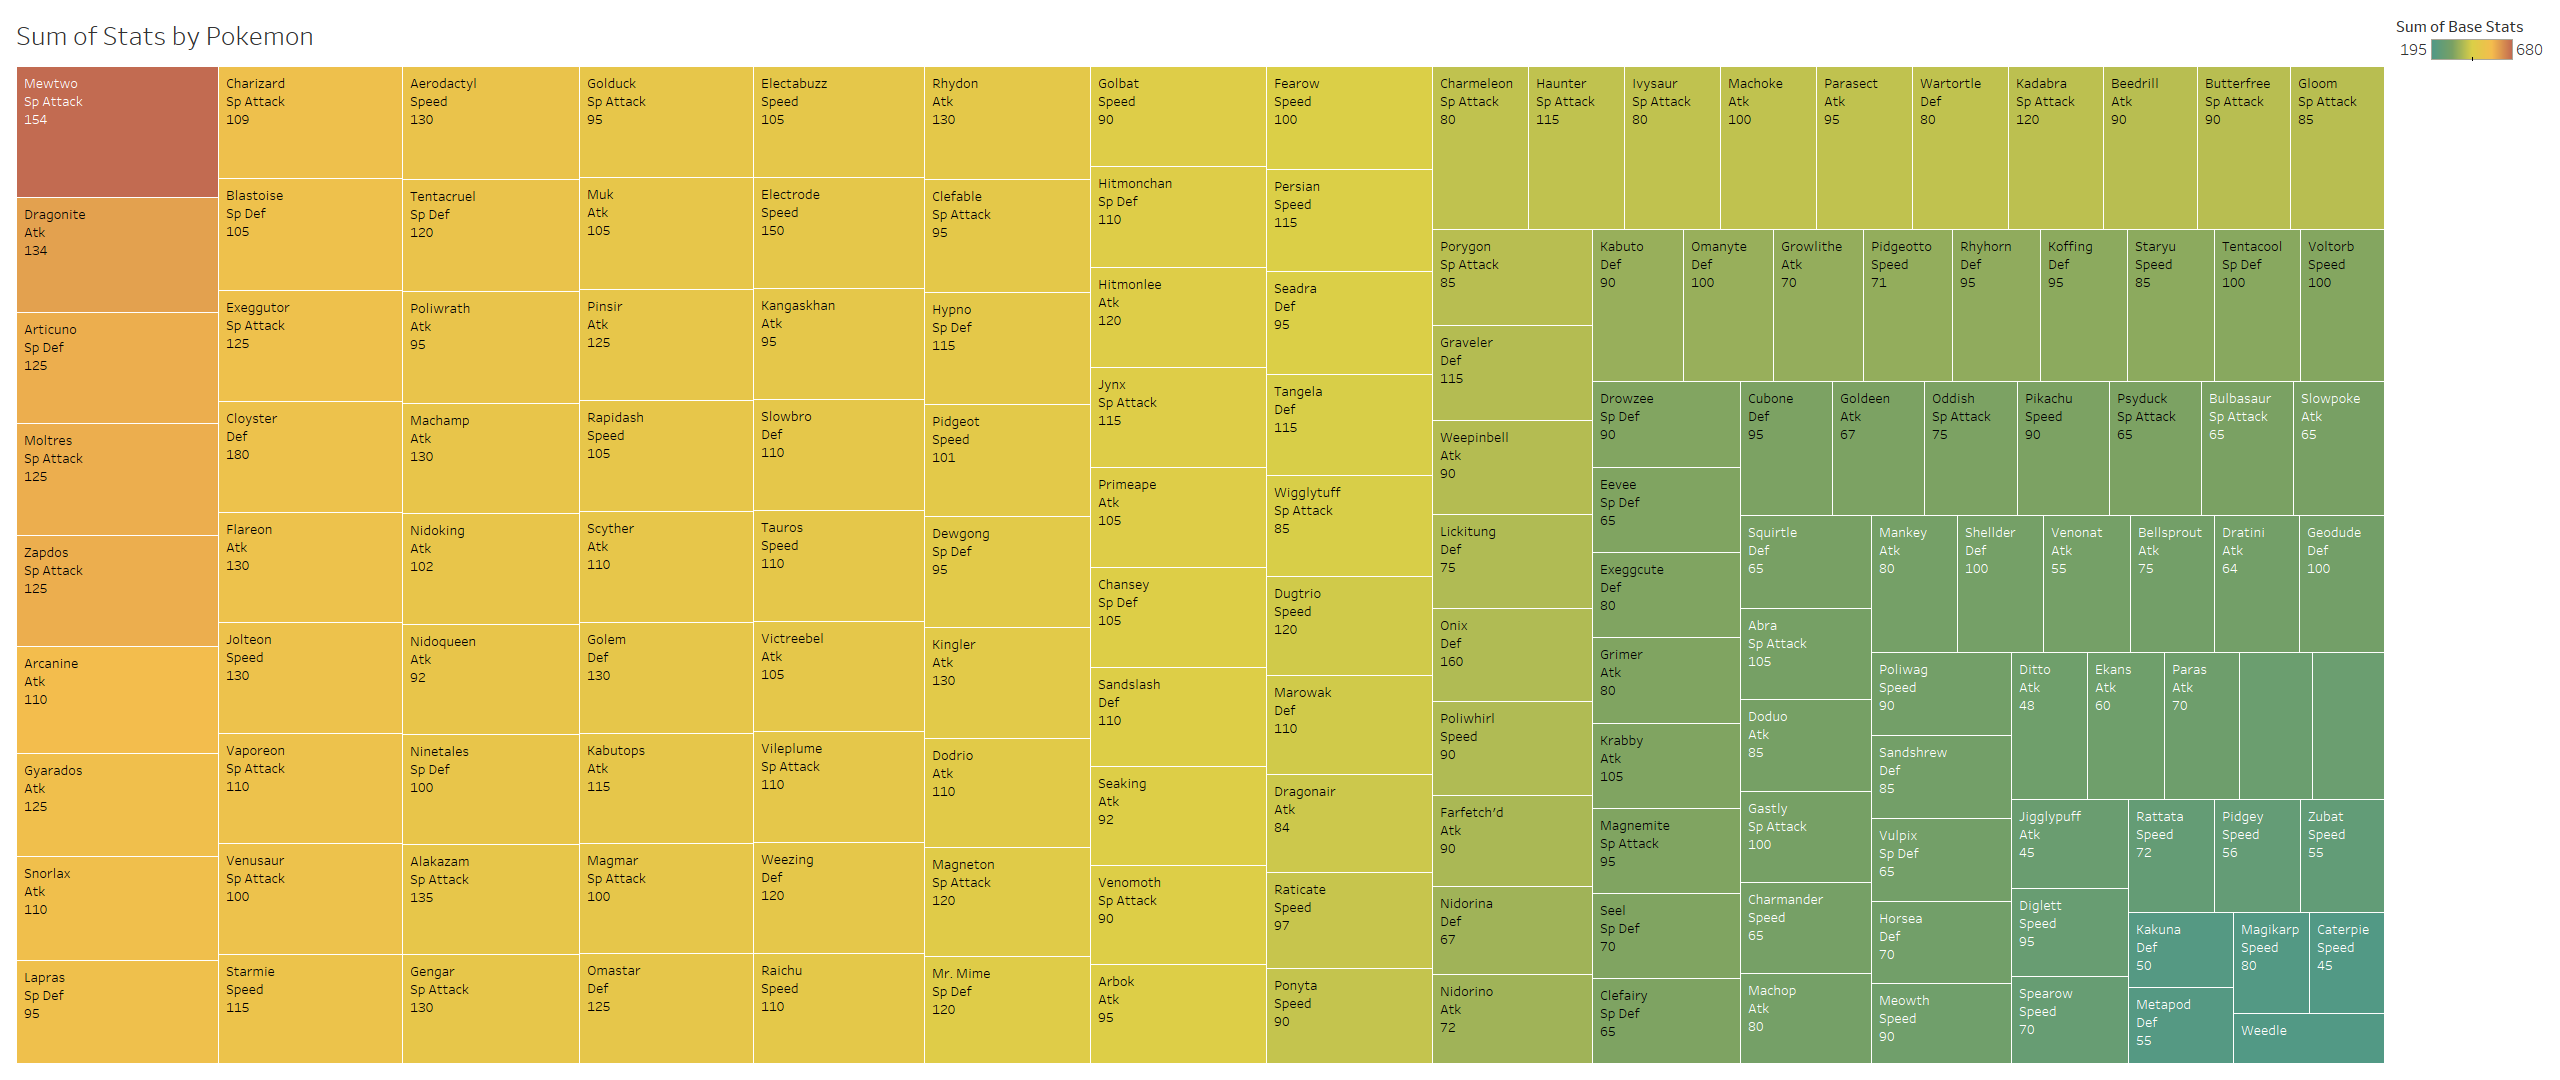 Sum of Stats by Pokemon
Sum of Base Stats
195 680
Mewtwo
Sp Attack
154
Dragonite
Atk
134
Articuno
Sp Def
125
Moltres
Sp Attack
125
Zapdos
Sp Attack
125
Arcanine
Atk
110
Gyarados
Atk
125
Snorlax
Atk
110
Lapras
Sp Def
95
Charizard
Sp Attack
109
Blastoise
Sp Def
105
Exeggutor
Sp Attack
125
Cloyster
Def
180
Flareon
Atk
130
Jolteon
Speed
130
Vaporeon
Sp Attack
110
Venusaur
Sp Attack
100
Starmie
Speed
115
Aerodactyl
Speed
130
Tentacruel
Sp Def
120
Poliwrath
Atk
95
Machamp
Atk
130
Nidoking
Atk
102
Nidoqueen
Atk
92
Ninetales
Sp Def
100
Alakazam
Sp Attack
135
Gengar
Sp Attack
130
Golduck
Sp Attack
95
Muk
Atk
105
Pinsir
Atk
125
Rapidash
Speed
105
Scyther
Atk
110
Golem
Def
130
Kabutops
Atk
115
Magmar
Sp Attack
100
Omastar
Def
125
Electabuzz
Speed
105
Electrode
Speed
150
Kangaskhan
Atk
95
Slowbro
Def
110
Tauros
Speed
110
Victreebel
Atk
105
Vileplume
Sp Attack
110
Weezing
Def
120
Raichu
Speed
110
Rhydon
Atk
130
Clefable
Sp Attack
95
Hypno
Sp Def
115
Pidgeot
Speed
101
Dewgong
Sp Def
95
Kingler
Atk
130
Dodrio
Atk
110
Magneton
Sp Attack
120
Mr. Mime
Sp Def
120
Golbat
Speed
90
Hitmonchan
Sp Def
110
Hitmonlee
Atk
120
Jynx
Sp Attack
115
Primeape
Atk
105
Chansey
Sp Def
105
Sandslash
Def
110
Seaking
Atk
92
Venomoth
Sp Attack
90
Arbok
Atk
95
Fearow
Speed
100
Persian
Speed
115
Seadra
Def
95
Tangela
Def
115
Wigglytuff
Sp Attack
85
Dugtrio
Speed
120
Marowak
Def
110
Dragonair
Atk
84
Raticate
Speed
97
Ponyta
Speed
90
Charmeleon
Sp Attack
80
Haunter
Sp Attack
115
Ivysaur
Sp Attack
80
Machoke
Atk
100
Parasect
Atk
95
Wartortle
Def
80
Kadabra
Sp Attack
120
Beedrill
Atk
90
Butterfree
Sp Attack
90
Gloom
Sp Attack
85
Porygon
Sp Attack
85
Graveler
Def
115
Weepinbell
Atk
90
Lickitung
Def
75
Onix
Def
160
Poliwhirl
Speed
90
Farfetch'd
Atk
90
Nidorina
Def
67
Nidorino
Atk
72
Kabuto
Def
90
Omanyte
Def
100
Growlithe
Atk
70
Pidgeotto
Speed
71
Rhyhorn
Def
95
Koffing
Def
95
Staryu
Speed
85
Tentacool
Sp Def
100
Voltorb
Speed
100
Drowzee
Sp Def
90
Eevee
Sp Def
65
Exeggcute
Def
80
Grimer
Atk
80
Krabby
Atk
105
Magnemite
Sp Attack
95
Seel
Sp Def
70
Clefairy
Sp Def
65
Cubone
Def
95
Goldeen
Atk
67
Oddish
Sp Attack
75
Pikachu
Speed
90
Psyduck
Sp Attack
65
Bulbasaur
Sp Attack
65
Slowpoke
Atk
65
Squirtle
Def
65
Abra
Sp Attack
105
Doduo
Atk
85
Gastly
Sp Attack
100
Charmander
Speed
65
Machop
Atk
80
Mankey
Atk
80
Shellder
Def
100
Venonat
Atk
55
Bellsprout
Atk
75
Dratini
Atk
64
Geodude
Def
100
Poliwag
Speed
90
Sandshrew
Def
85
Vulpix
Sp Def
65
Horsea
Def
70
Meowth
Speed
90
Ditto
Atk
48
Ekans
Atk
60
Paras
Atk
70
Jigglypuff
Atk
45
Diglett
Speed
95
Spearow
Speed
70
Rattata
Speed
72
Pidgey
Speed
56
Zubat
Speed
55
Kakuna
Def
50
Metapod
Def
55
Magikarp
Speed
80
Caterpie
Speed
45
Weedle